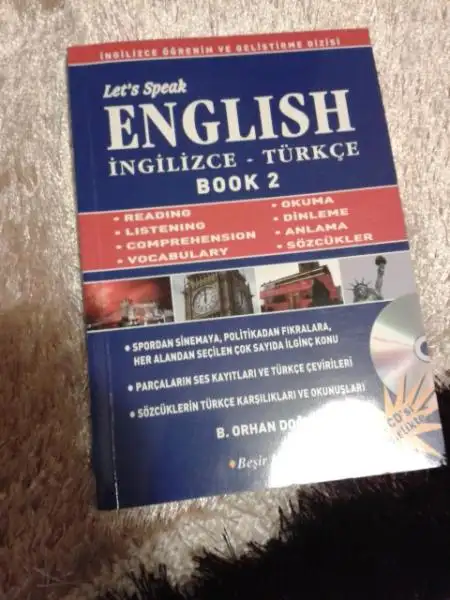 İNGİLİZCE ÖĞRENİM VE GELİŞTİRME DİZİSİ
Let's Speak
ENGLISH
İNGİLİZCE - TÜRKÇE
BOOK 2
• READING
• LISTENING
• COMPREHENSION
• VOCABULARY
• OKUMA
• DİNLEME
• ANLAMA
• SÖZCÜKLER
• SPORDAN SİNEMAYA, POLİTİKADAN FIKRALARA,
HER ALANDAN SEÇİLEN ÇOK SAYIDA İLGİNÇ KONU
• PARÇALARIN SES KAYITLARI VE TÜRKÇE ÇEVİRİLERİ
• SÖZCÜKLERİN TÜRKÇE KARŞILIKLARI VE OKUNUŞLARI
B. ORHAN
Beşir